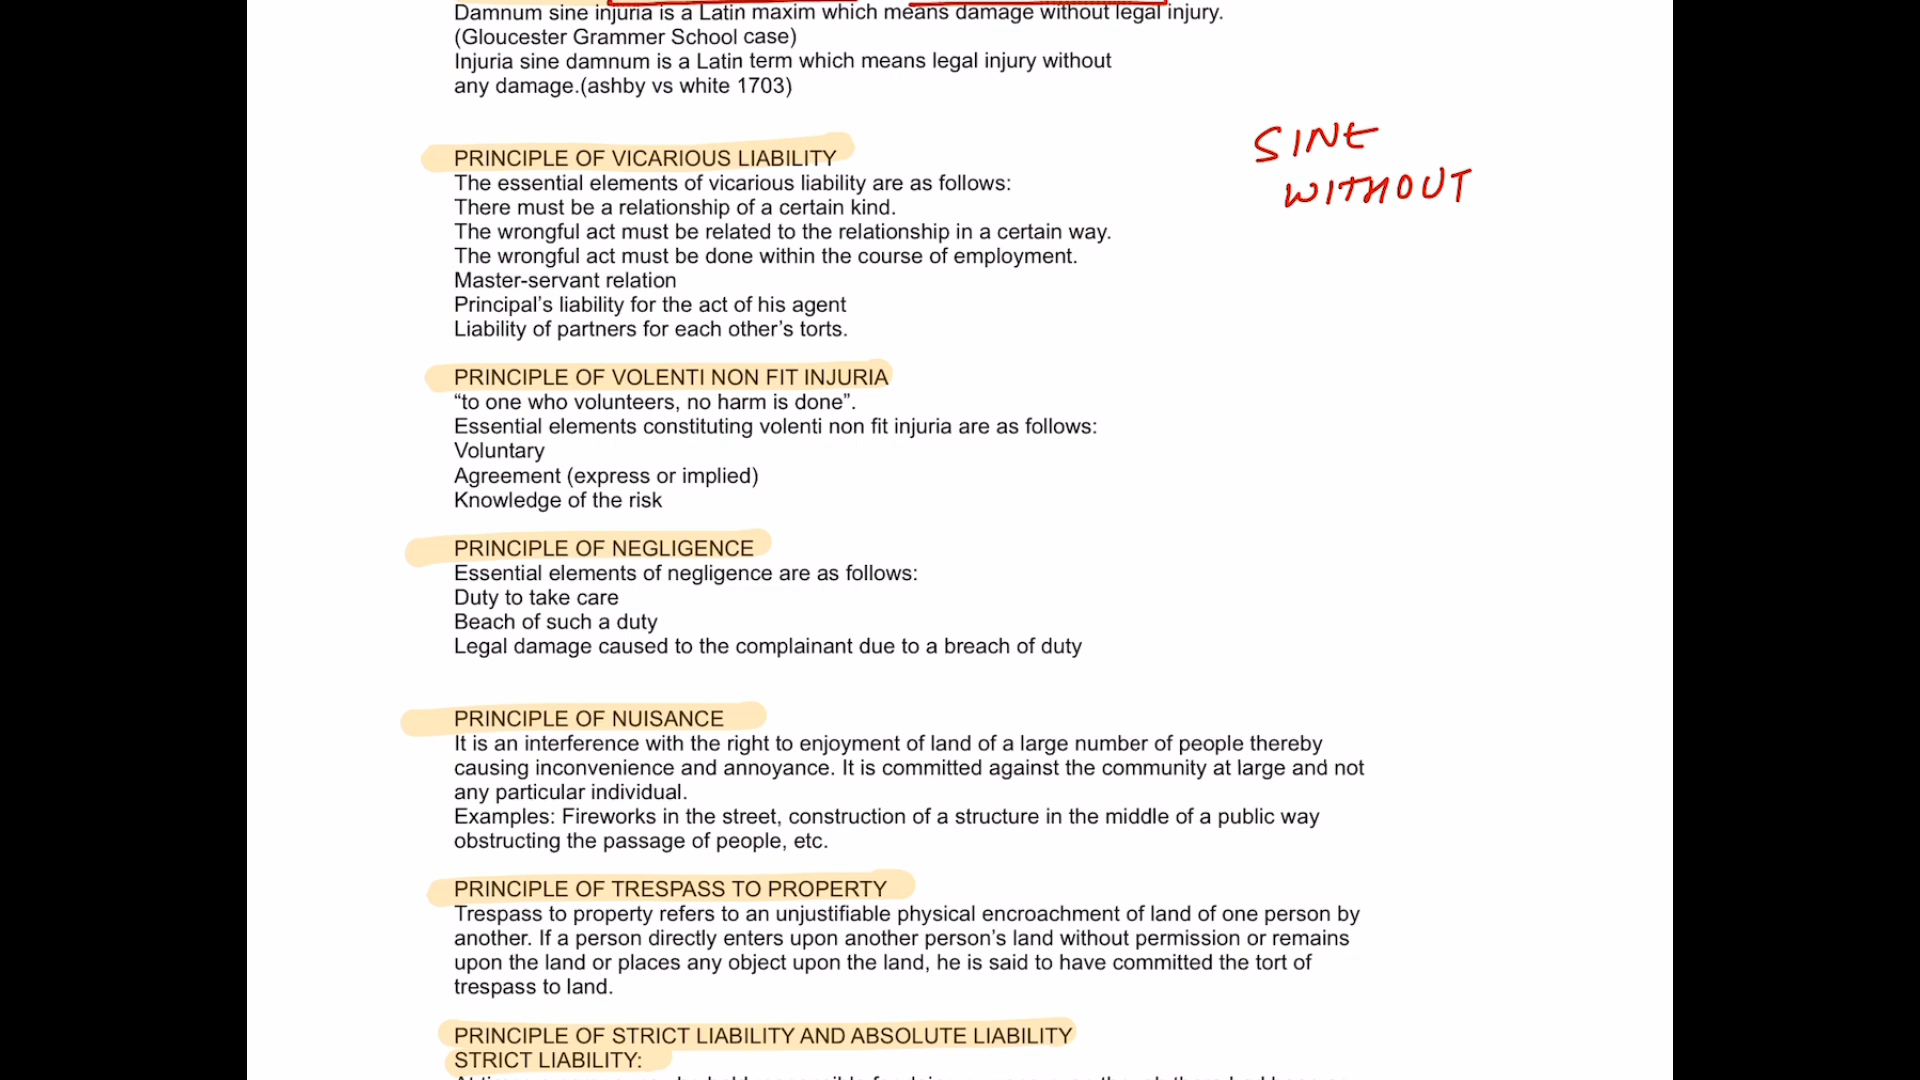 Damnum sine injuria is a Latin maxim which means damage without legal injury.
(Gloucester Grammer School case)
Injuria sine damnum is a Latin term which means legal injury without
any damage.(ashby vs white 1703)
SINE
WITHOUT
PRINCIPLE OF VICARIOUS LIABILITY
The essential elements of vicarious liability are as follows:
There must be a relationship of a certain kind.
The wrongful act must be related to the relationship in a certain way.
The wrongful act must be done within the course of employment.
Master-servant relation
Principal’s liability for the act of his agent
Liability of partners for each other’s torts.
PRINCIPLE OF VOLENTI NON FIT INJURIA
“to one who volunteers, no harm is done”.
Essential elements constituting volenti non fit injuria are as follows:
Voluntary
Agreement (express or implied)
Knowledge of the risk
PRINCIPLE OF NEGLIGENCE
Essential elements of negligence are as follows:
Duty to take care
Beach of such a duty
Legal damage caused to the complainant due to a breach of duty
PRINCIPLE OF NUISANCE
It is an interference with the right to enjoyment of land of a large number of people thereby
causing inconvenience and annoyance. It is committed against the community at large and not
any particular individual.
Examples: Fireworks in the street, construction of a structure in the middle of a public way
obstructing the passage of people, etc.
PRINCIPLE OF TRESPASS TO PROPERTY
Trespass to property refers to an unjustifiable physical encroachment of land of one person by
another. If a person directly enters upon another person’s land without permission or remains
upon the land or places any object upon the land, he is said to have committed the tort of
trespass to land.
PRINCIPLE OF STRICT LIABILITY AND ABSOLUTE LIABILITY
STRICT LIABILITY: